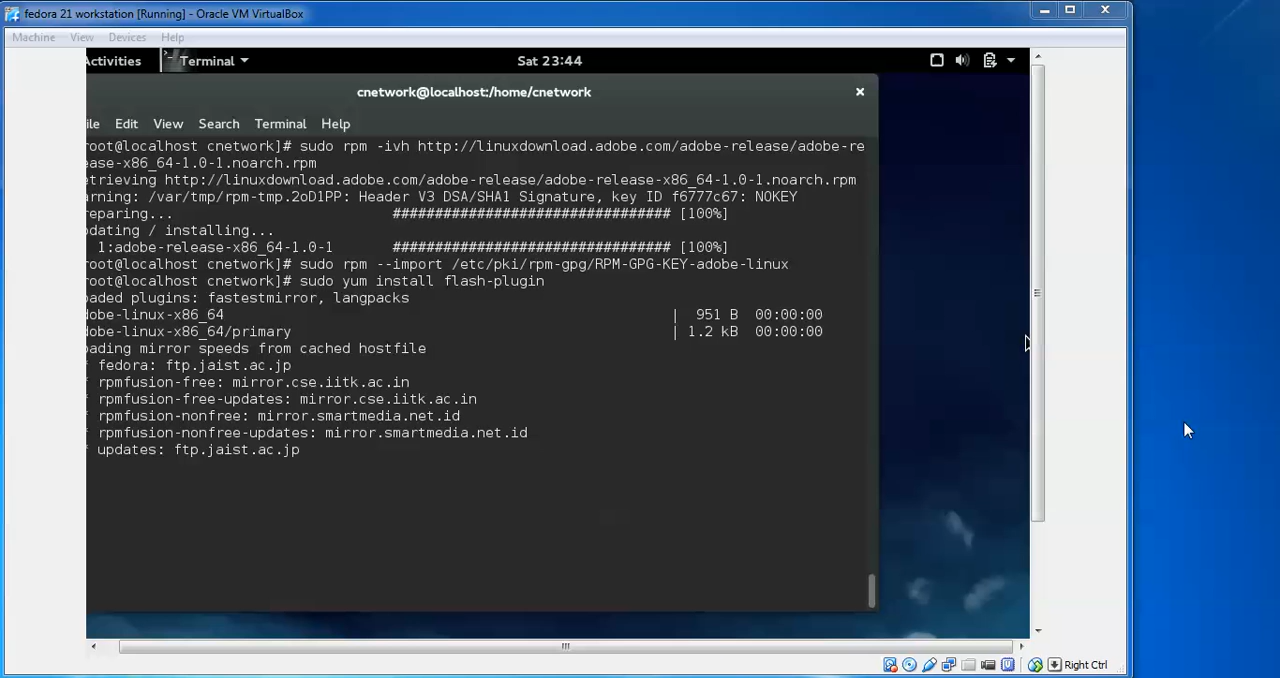 fedora 21 workstation [Running] - Oracle VM VirtualBox
Machine View Devices Help
Activities Terminal Sat 23:44
cnetwork@localhost:/home/cnetwork
ile Edit View Search Terminal Help
root@localhost cnetwork]# sudo rpm -ivh http://linuxdownload.adobe.com/adobe-release/adobe-re
ease-x86_64-1.0-1.noarch.rpm
etrieving http://linuxdownload.adobe.com/adobe-release/adobe-release-x86_64-1.0-1.noarch.rpm
arning: /var/tmp/rpm-tmp.2oD1PP: Header V3 DSA/SHA1 Signature, key ID f6777c67: NOKEY
reparing... ################################# [100%]
pdating / installing...
1:adobe-release-x86_64-1.0-1 ################################# [100%]
root@localhost cnetwork]# sudo rpm --import /etc/pki/rpm-gpg/RPM-GPG-KEY-adobe-linux
root@localhost cnetwork]# sudo yum install flash-plugin
oaded plugins: fastestmirror, langpacks
dobe-linux-x86_64 | 951 B 00:00:00
dobe-linux-x86_64/primary | 1.2 kB 00:00:00
oading mirror speeds from cached hostfile
* fedora: ftp.jaist.ac.jp
* rpmfusion-free: mirror.cse.iitk.ac.in
* rpmfusion-free-updates: mirror.cse.iitk.ac.in
* rpmfusion-nonfree: mirror.smartmedia.net.id
* rpmfusion-nonfree-updates: mirror.smartmedia.net.id
* updates: ftp.jaist.ac.jp
Right Ctrl